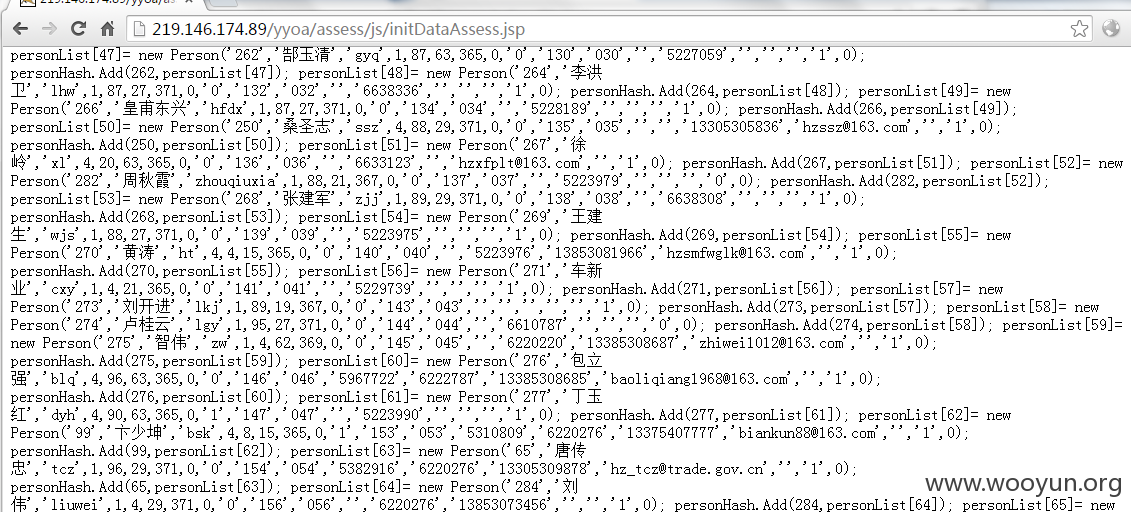 219.146.174.89/yyoa/as
219.146.174.89/yyoa/assess/js/initDataAssess.jsp
personList[47]= new Person('262','郜玉清','gyq',1,87,63,365,0,'0','130','030','','5227059','','','','1',0);
personHash.Add(262,personList[47]); personList[48]= new Person('264','李洪
卫','lhw',1,87,27,371,0,'0','132','032','','6638336','','','','1',0); personHash.Add(264,personList[48]); personList[49]= new
Person('266','皇甫东兴','hfdx',1,89,27,371,0,'0','134','034','','5228189','','','','1',0); personHash.Add(266,personList[49]);
personList[50]= new Person('250','桑圣志','ssz',4,88,29,371,0,'0','135','035','','','13305305836','hzssz@163.com','','1',0);
personHash.Add(250,personList[50]); personList[51]= new Person('267','徐
岭','xl',4,20,63,365,0,'0','136','036','','6633123','','hzxfplt@163.com','','1',0); personHash.Add(267,personList[51]); personList[52]= new
Person('282','周秋霞','zhouqiuxia',1,88,21,367,0,'0','137','037','','5223979','','','','0',0); personHash.Add(282,personList[52]);
personList[53]= new Person('268','张建军','zjj',1,89,29,371,0,'0','138','038','','6638308','','','','1',0);
personHash.Add(268,personList[53]); personList[54]= new Person('269','王建
生','wjs',1,88,27,371,0,'0','139','039','','5223975','','','','1',0); personHash.Add(269,personList[54]); personList[55]= new
Person('270','黄涛','ht',4,4,15,365,0,'0','140','040','','5223976','13853081966','hzsmfwglk@163.com','','1',0);
personHash.Add(270,personList[55]); personList[56]= new Person('271','车新
业','cxy',1,4,21,365,0,'0','141','041','','5229739','','','','1',0); personHash.Add(271,personList[56]); personList[57]= new
Person('273','刘开进','lkj',1,89,19,367,0,'0','143','043','','','','','','1',0); personHash.Add(273,personList[57]); personList[58]= new
Person('274','卢桂云','lgy',1,95,27,371,0,'0','144','044','','6610787','','','','0',0); personHash.Add(274,personList[58]); personList[59]=
new Person('275','智伟','zw',1,4,62,369,0,'0','145','045','','6220220','13385308687','zhiwei1012@163.com','','1',0);
personHash.Add(275,personList[59]); personList[60]= new Person('276','包立
强','blq',4,96,63,365,0,'0','146','046','5967722','6222787','13385308685','baoliqiang1968@163.com','','1',0);
personHash.Add(276,personList[60]); personList[61]= new Person('277','丁玉
红','dyh',4,90,63,365,0,'1','147','047','','5223990','','','','1',0); personHash.Add(277,personList[61]); personList[62]= new
Person('99','卞少坤','bsk',4,8,15,365,0,'1','153','053','5310809','6220276','13375407777','biankun88@163.com','','1',0);
personHash.Add(99,personList[62]); personList[63]= new Person('65','唐传
忠','tcz',1,96,29,371,0,'0','154','054','5382916','6220276','13305309878','hz_tcz@trade.gov.cn','','1',0);
personHash.Add(65,personList[63]); personList[64]= new Person('284','刘
伟','liuwei',1,4,29,371,0,'0','156','056','','6220276','13853073456','','','1',0); personHash.Add(284,personList[64]); personList[65]= new
www.wooyun.org